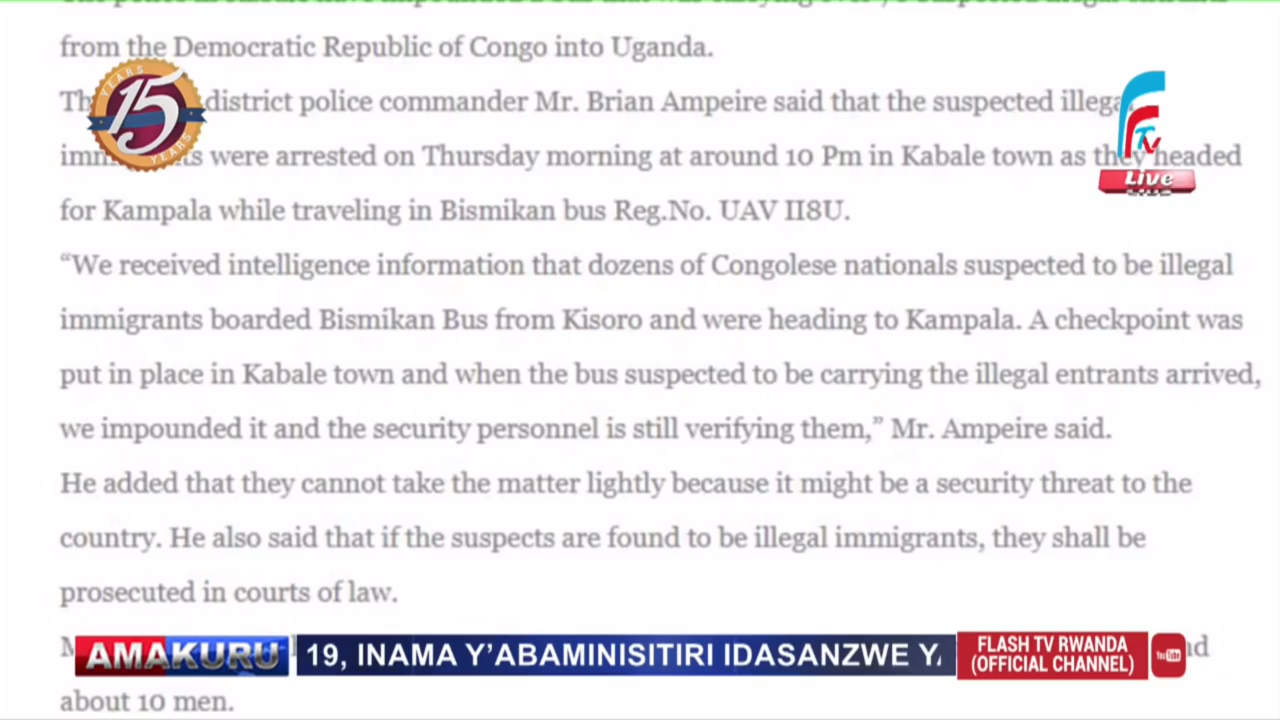 from the Democratic Republic of Congo into Uganda.
district police commander Mr. Brian Ampeire said that the suspected illegal
were arrested on Thursday morning at around 10 Pm in Kabale town as they headed
for Kampala while traveling in Bismikan bus Reg.No. UAV II8U.
“We received intelligence information that dozens of Congolese nationals suspected to be illegal
immigrants boarded Bismikan Bus from Kisoro and were heading to Kampala. A checkpoint was
put in place in Kabale town and when the bus suspected to be carrying the illegal entrants arrived,
we impounded it and the security personnel is still verifying them,” Mr. Ampeire said.
He added that they cannot take the matter lightly because it might be a security threat to the
country. He also said that if the suspects are found to be illegal immigrants, they shall be
prosecuted in courts of law.
about 10 men.
YEARS
15
YEARS
TV
Live
AMAKURU
19, INAMA Y’ABAMINISITIRI IDASANZWE
FLASH TV RWANDA
(OFFICIAL CHANNEL)
YouTube